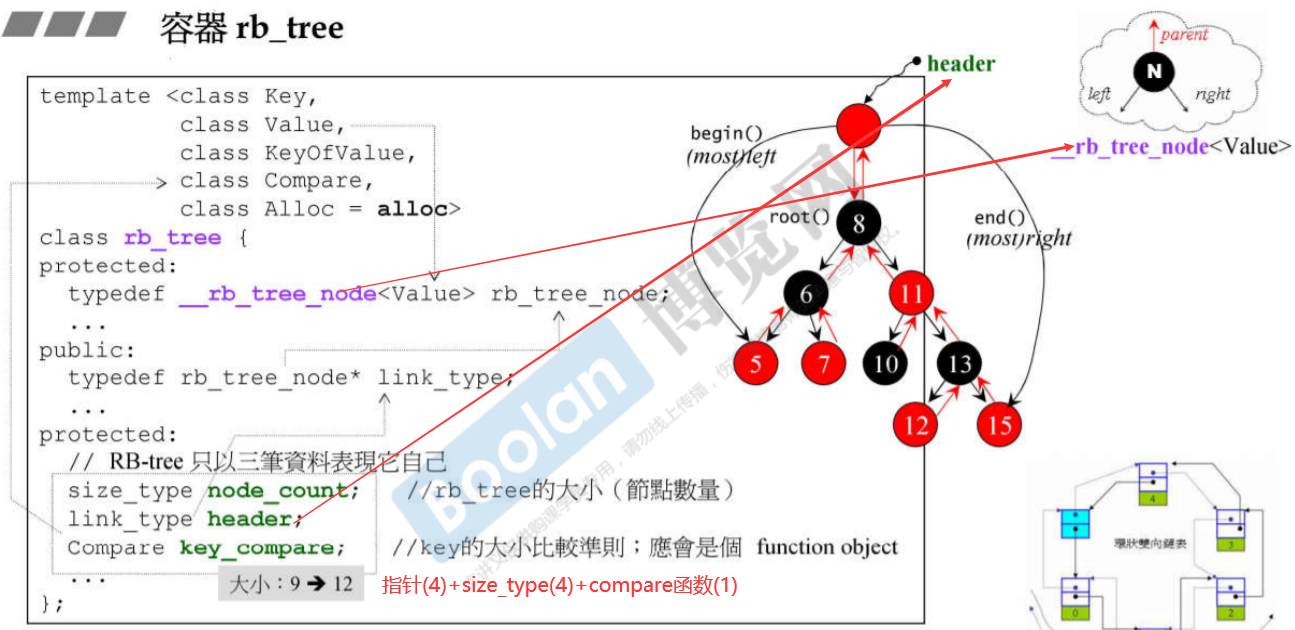 容器 rb_tree
template <class Key,
class Value,
class KeyOfValue,
class Compare,
class Alloc = alloc>
class rb_tree {
protected:
typedef __rb_tree_node<Value> rb_tree_node;
...
public:
typedef rb_tree_node* link_type;
...
protected:
// RB-tree 只以三筆資料表現它自己
size_type node_count; //rb_tree的大小（節點數量）
link_type header;
Compare key_compare; //key的大小比較準則；應會是個 function object
...
大小：9 → 12 指针(4)+size_type(4)+compare函数(1)
};
header
begin()
(most)left
root()
end()
(most)right
8
6
11
5
7
10
13
12
15
parent
N
left
right
__rb_tree_node<Value>
4
3
環狀雙向鏈表
0
2
Boolan
博览网